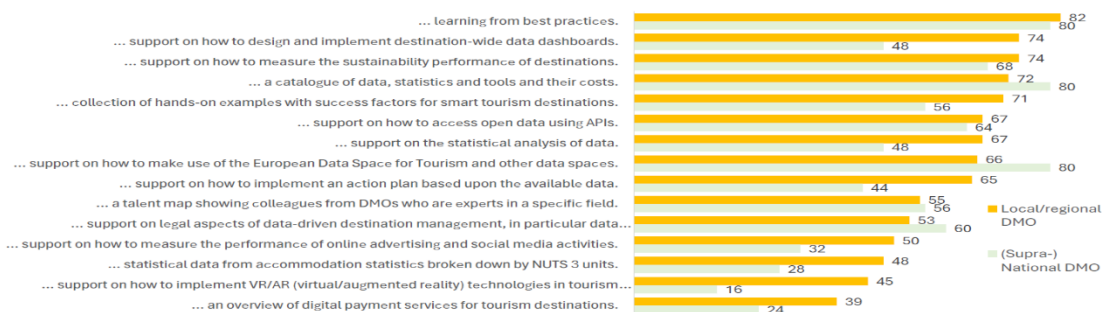 ... learning from best practices. 82 80
... support on how to design and implement destination-wide data dashboards. 74 48
... support on how to measure the sustainability performance of destinations. 74 68
... a catalogue of data, statistics and tools and their costs. 72 80
... collection of hands-on examples with success factors for smart tourism destinations. 71 56
... support on how to access open data using APIs. 67 64
... support on the statistical analysis of data. 67 48
... support on how to make use of the European Data Space for Tourism and other data spaces. 66 80
... support on how to implement an action plan based upon the available data. 65 44
... a talent map showing colleagues from DMOs who are experts in a specific field. 55 56
... support on legal aspects of data-driven destination management, in particular data... 53 60
... support on how to measure the performance of online advertising and social media activities. 50 32
... statistical data from accommodation statistics broken down by NUTS 3 units. 48 28
... support on how to implement VR/AR (virtual/augmented reality) technologies in tourism... 45 16
... an overview of digital payment services for tourism destinations. 39 24
Local/regional
DMO
(Supra-)
National DMO